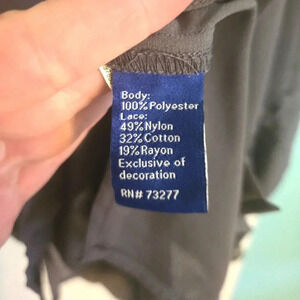 Body:
100% Polyester
Lace:
49% Nylon
32% Cotton
19% Rayon
Exclusive of
decoration
RN# 73277